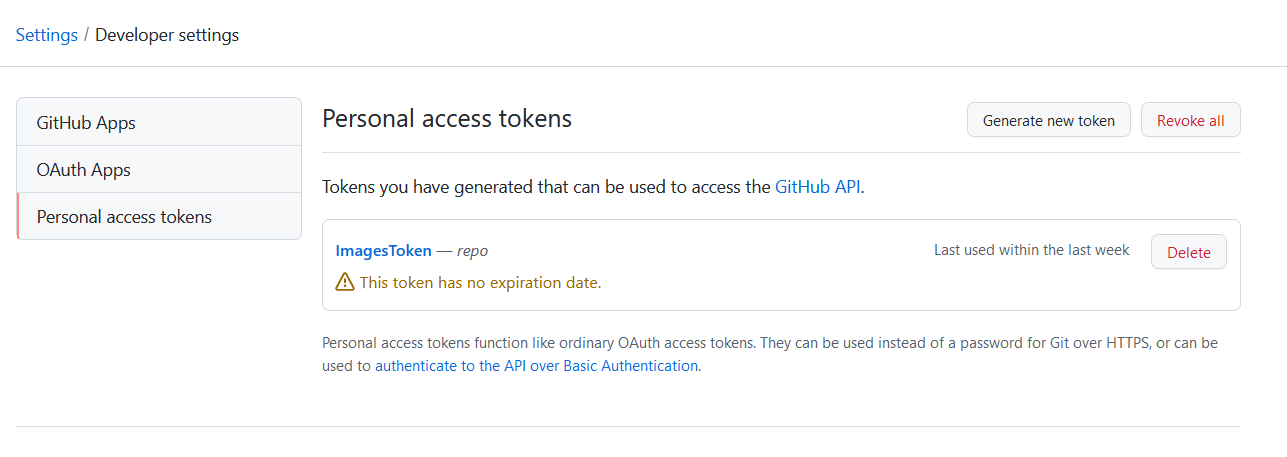 Settings / Developer settings
GitHub Apps
OAuth Apps
Personal access tokens
Personal access tokens
Generate new token
Revoke all
Tokens you have generated that can be used to access the GitHub API.
ImagesToken — repo
Last used within the last week
Delete
This token has no expiration date.
Personal access tokens function like ordinary OAuth access tokens. They can be used instead of a password for Git over HTTPS, or can be
used to authenticate to the API over Basic Authentication.